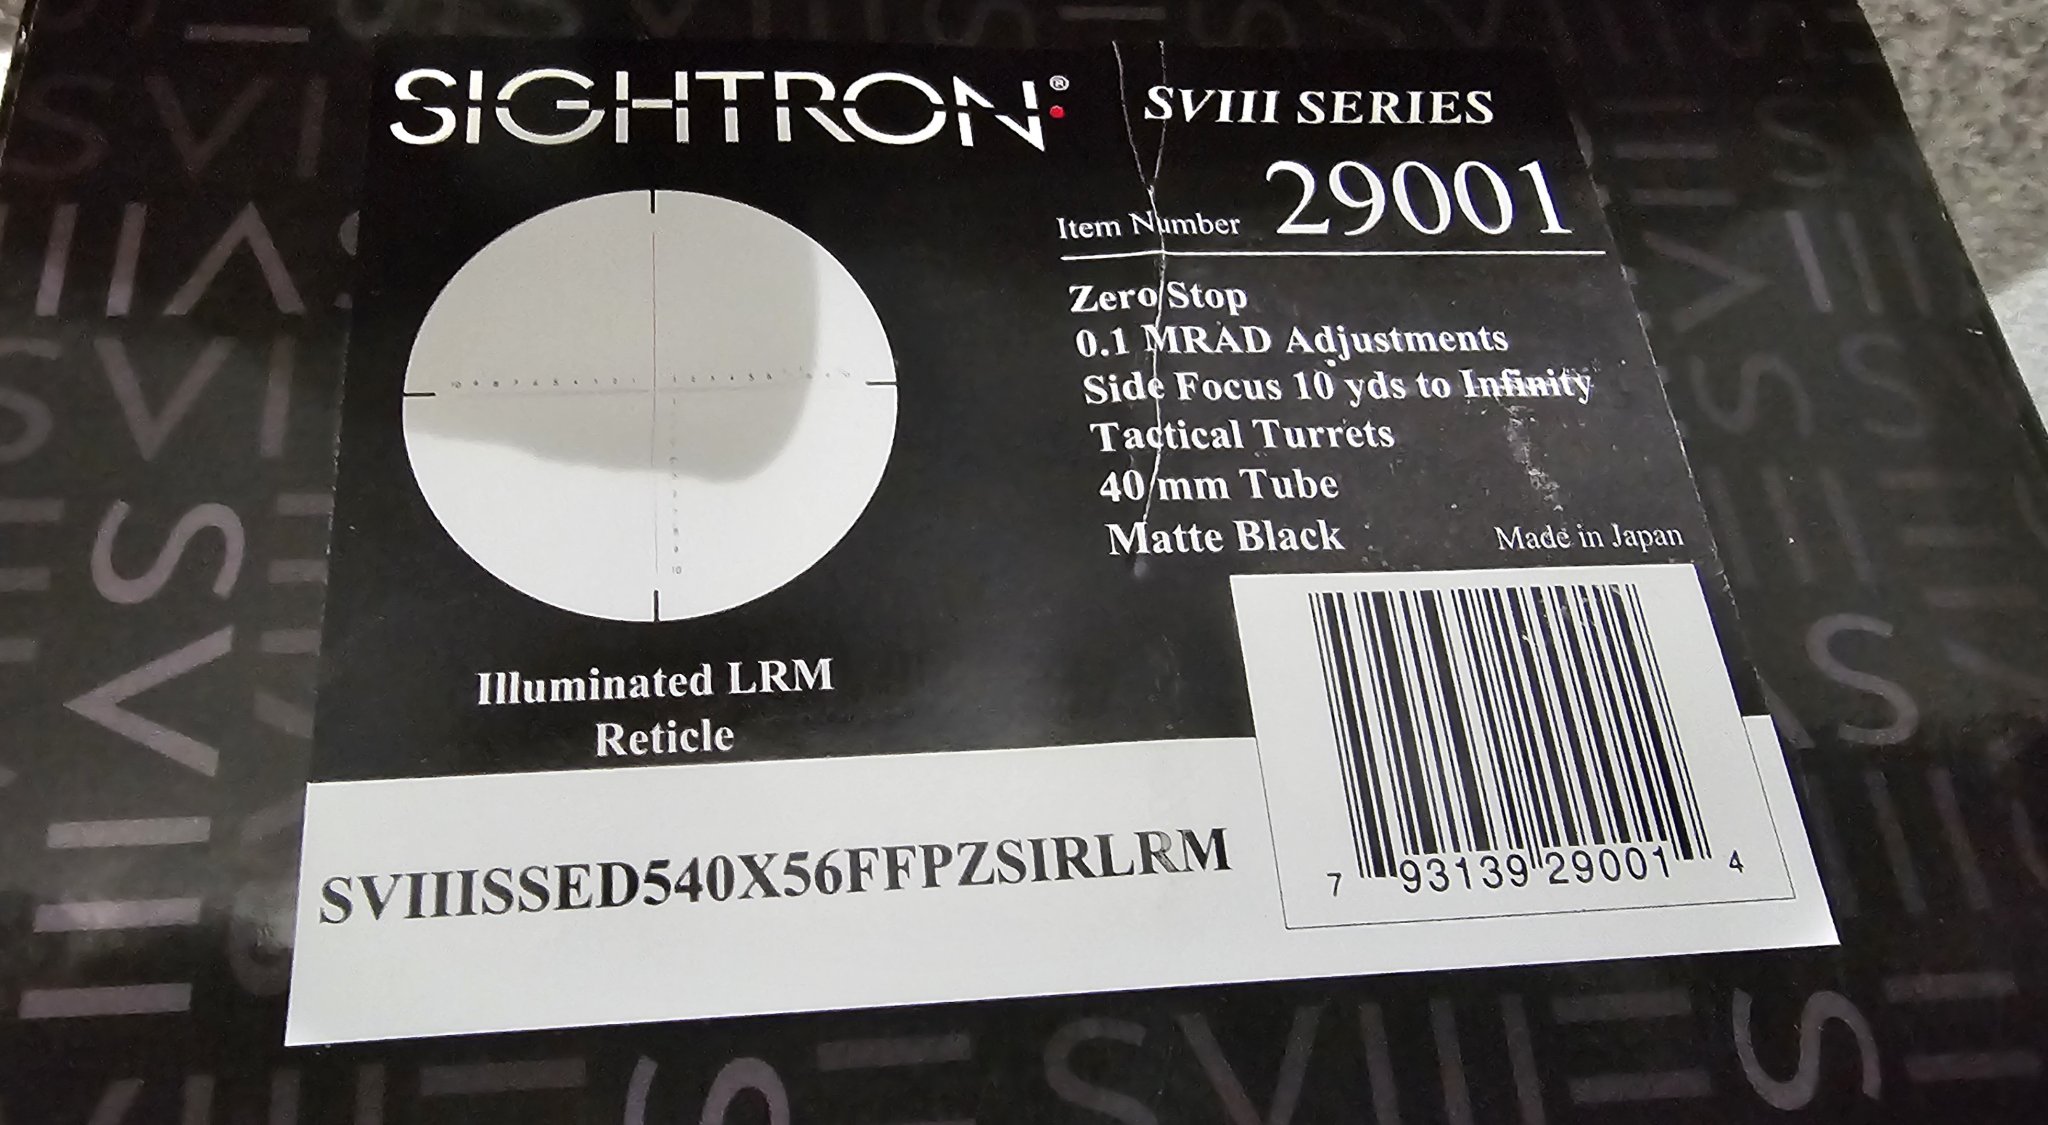 SIGHTRON®
SVIII SERIES
Item Number 29001
Zero Stop
0.1 MRAD Adjustments
Side Focus 10 yds to Infinity
Tactical Turrets
40 mm Tube
Matte Black
Made in Japan
Illuminated LRM
Reticle
SVIIISSED540X56FFPZSIRLRM
7 93139 29001 4